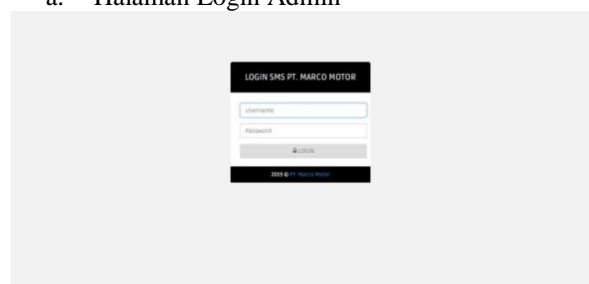 a. Halaman Login Admin
LOGIN SMS PT. MARCO MOTOR
Username
Password
LOGIN
2019 © PT. Marco Motor